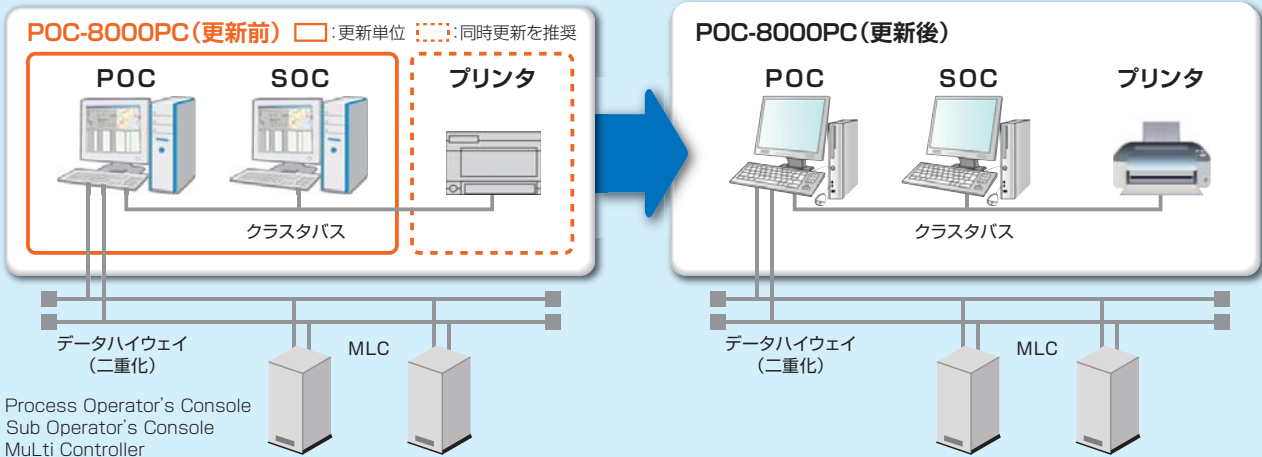 POC-8000PC(更新前) :更新単位 :同時更新を推奨
POC SOC プリンタ
クラスタバス
データハイウェイ
(二重化)
MLC
Process Operator's Console
Sub Operator's Console
MuLti Controller
POC-8000PC(更新後)
POC SOC プリンタ
クラスタバス
データハイウェイ
(二重化)
MLC